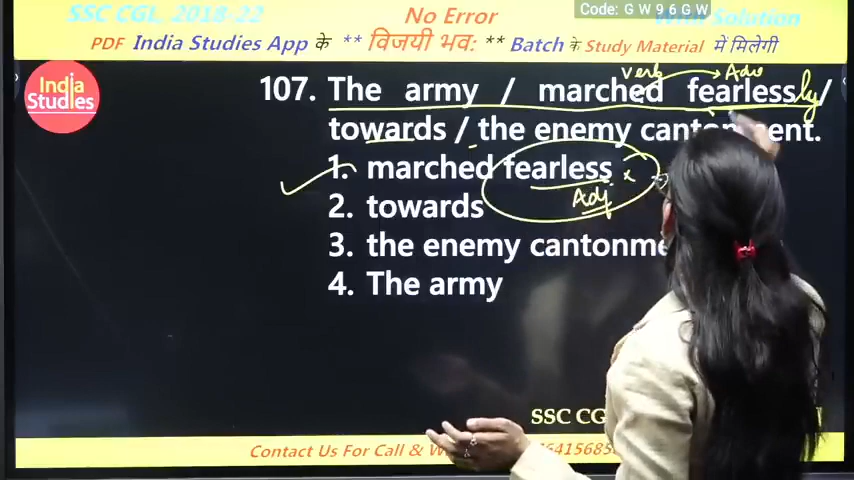 SSC CGL, 2018-22
No Error
Code: G W 9 6 G W
Solution
PDF India Studies App के ** विजयी भव: ** Batch के Study Material में मिलेगी
India
Studies
verb Adv
107. The army / marched fearlessly /
towards / the enemy cantonment.
1. marched fearless x
Adj
2. towards
3. the enemy cantonme
4. The army
SSC CG
Contact Us For Call & W 6415685